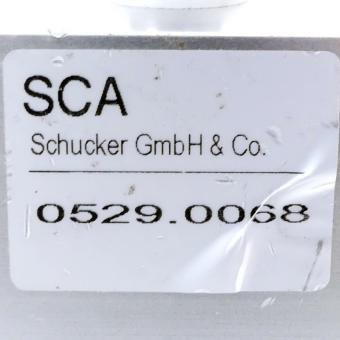 SCA
Schucker GmbH & Co.
0529.0068